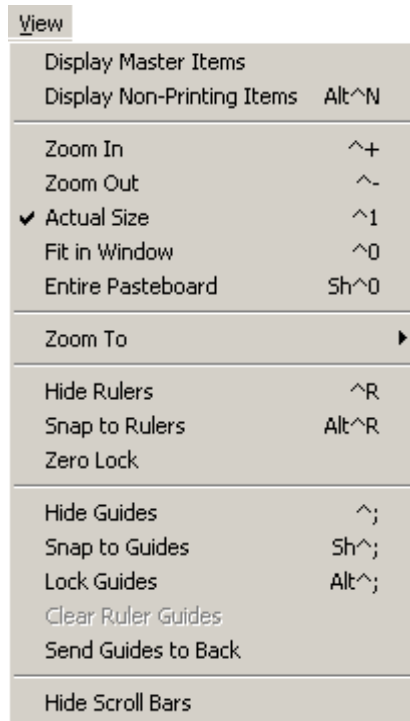 View
Display Master Items
Display Non-Printing Items Alt^N
Zoom In ^+
Zoom Out ^-
Actual Size ^1
Fit in Window ^0
Entire Pasteboard Sh^0
Zoom To
Hide Rulers ^R
Snap to Rulers Alt^R
Zero Lock
Hide Guides ^;
Snap to Guides Sh^;
Lock Guides Alt^;
Clear Ruler Guides
Send Guides to Back
Hide Scroll Bars